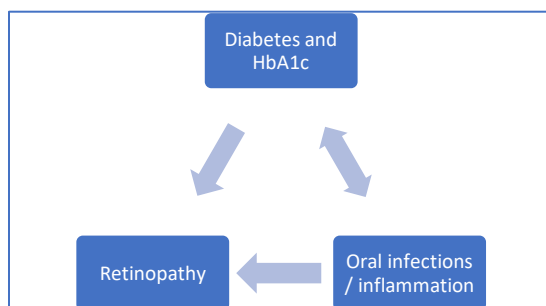 Diabetes and
HbA1c
Retinopathy
Oral infections
/ inflammation